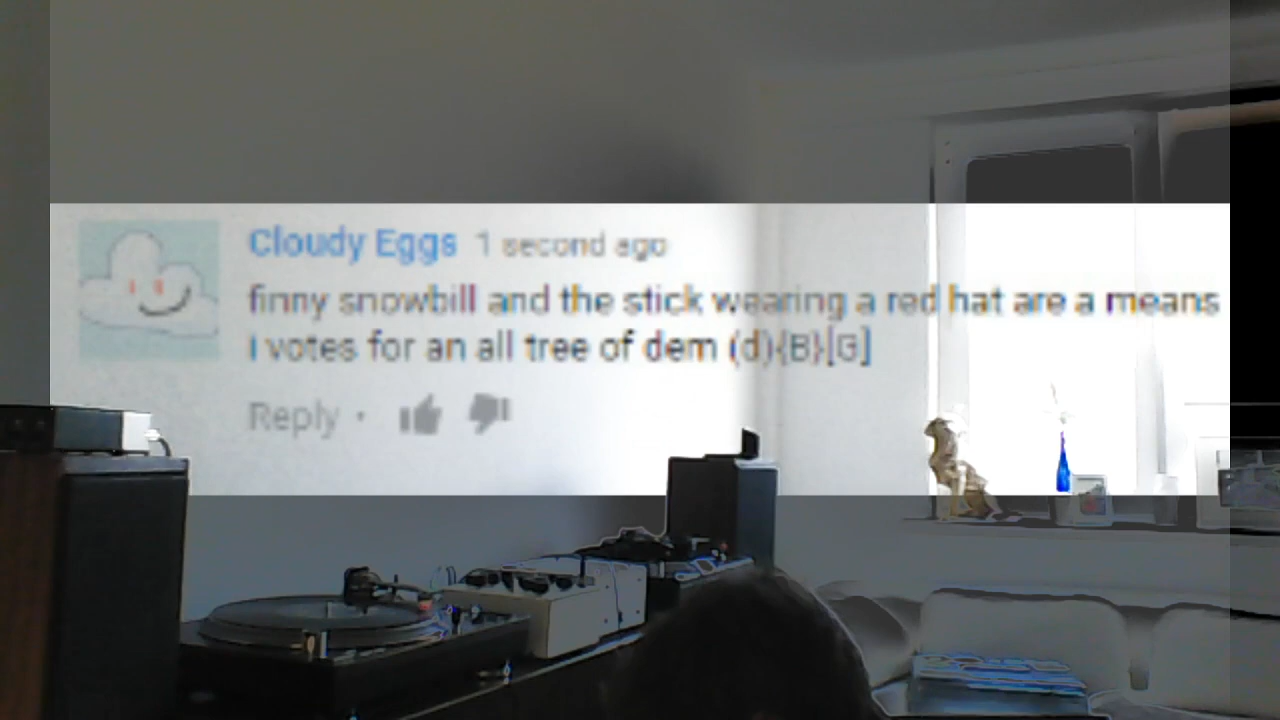 Cloudy Eggs 1 second ago
finny snowbill and the stick wearing a red hat are a means
i votes for an all tree of dem (d){B}[G]
Reply •